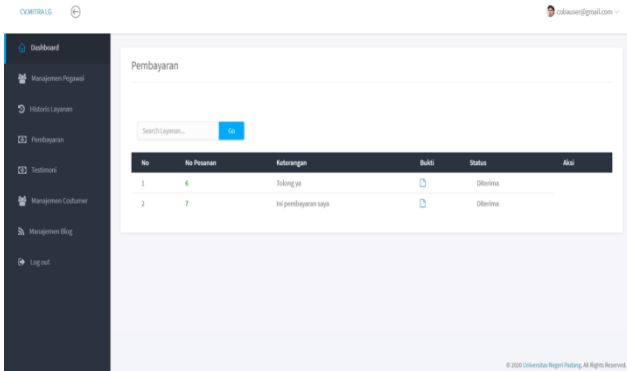 CV.MITRA LG
cobauser@gmail.com
Dashboard
Manajemen Pegawai
Historis Layanan
Pembayaran
Testimoni
Manajemen Costumer
Manajemen Blog
Log out
Pembayaran
Search Layanan...
Go
No No Pesanan Keterangan Bukti Status Aksi
1 6 Tolong ya Diterima
2 7 Ini pembayaran saya Diterima
© 2020 Universitas Negeri Padang. All Rights Reserved.